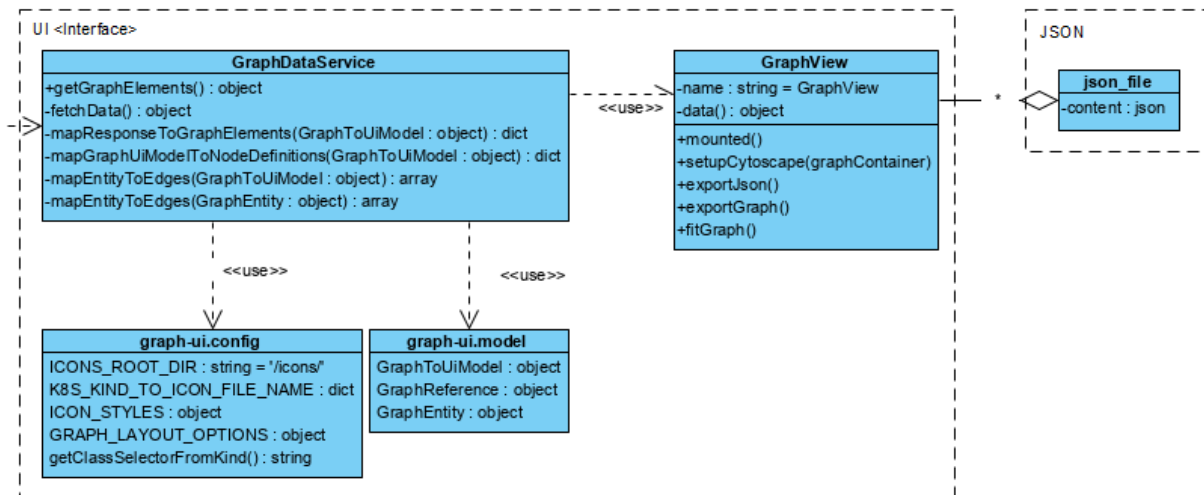 UI <Interface>
GraphDataService
+getGraphElements() : object
-fetchData() : object
-mapResponseToGraphElements(GraphToUiModel : object) : dict
-mapGraphUiModelToNodeDefinitions(GraphToUiModel : object) : dict
-mapEntityToEdges(GraphToUiModel : object) : array
-mapEntityToEdges(GraphEntity : object) : array
<<use>>
GraphView
-name : string = GraphView
-data() : object
+mounted()
+setupCytoscape(graphContainer)
+exportJson()
+exportGraph()
+fitGraph()
*
JSON
json_file
-content : json
<<use>>
<<use>>
graph-ui.config
ICONS_ROOT_DIR : string = '/icons/'
K8S_KIND_TO_ICON_FILE_NAME : dict
ICON_STYLES : object
GRAPH_LAYOUT_OPTIONS : object
getClassSelectorFromKind() : string
graph-ui.model
GraphToUiModel : object
GraphReference : object
GraphEntity : object